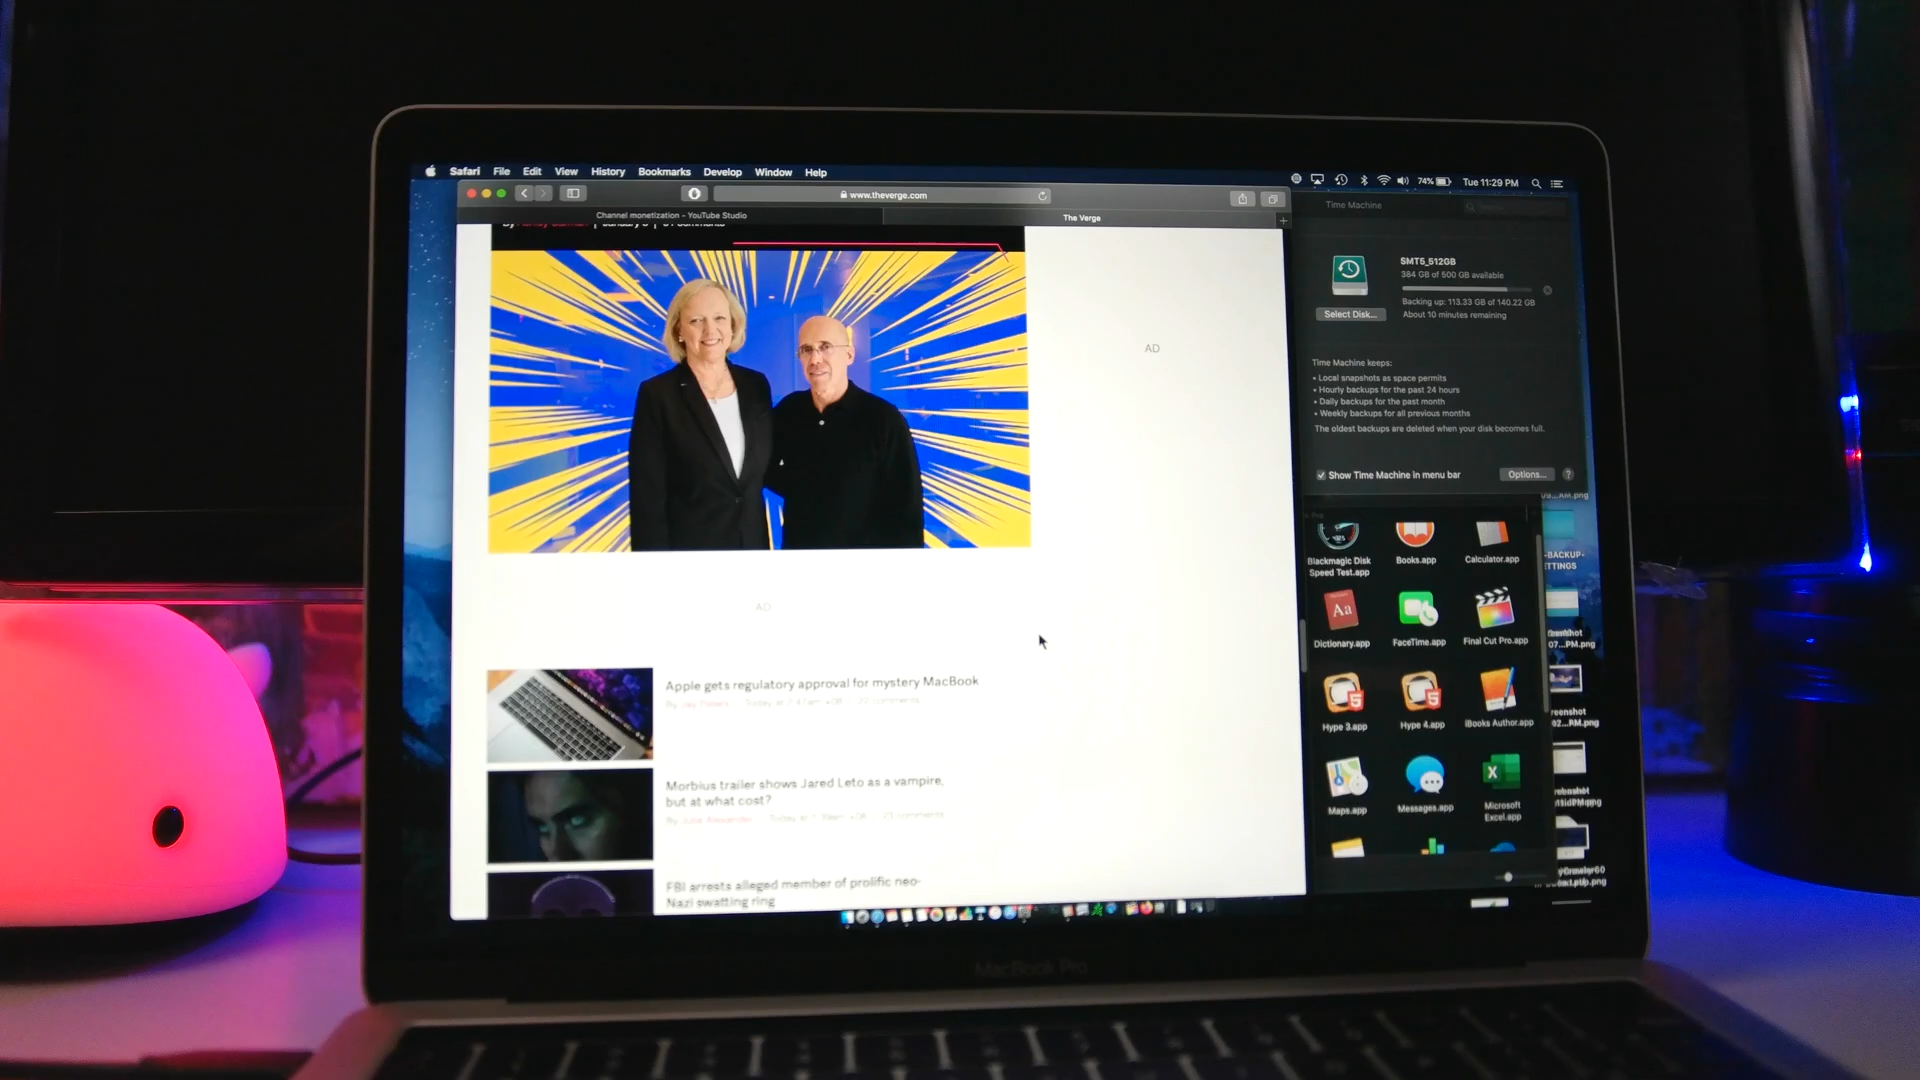 Safari File Edit View History Bookmarks Develop Window Help
74% Tue 11:29 PM
www.theverge.com
Channel monetization - YouTube Studio
The Verge
AD
AD
Apple gets regulatory approval for mystery MacBook
Morbius trailer shows Jared Leto as a vampire,
but at what cost?
FBI arrests alleged member of prolific neo-
Nazi swatting ring
Time Machine
SMT5_512GB
384 GB of 500 GB available
Backing up: 113.33 GB of 140.22 GB
About 10 minutes remaining
Select Disk...
Time Machine keeps:
• Local snapshots as space permits
• Hourly backups for the past 24 hours
• Daily backups for the past month
• Weekly backups for all previous months
The oldest backups are deleted when your disk becomes full.
Show Time Machine in menu bar
Options... ?
Blackmagic Disk
Speed Test.app
Books.app
Calculator.app
Aa
Dictionary.app
FaceTime.app
Final Cut Pro.app
Hype 3.app
Hype 4.app
iBooks Author.app
Maps.app
Messages.app
Microsoft
Excel.app
-BACKUP-
MacBook Pro